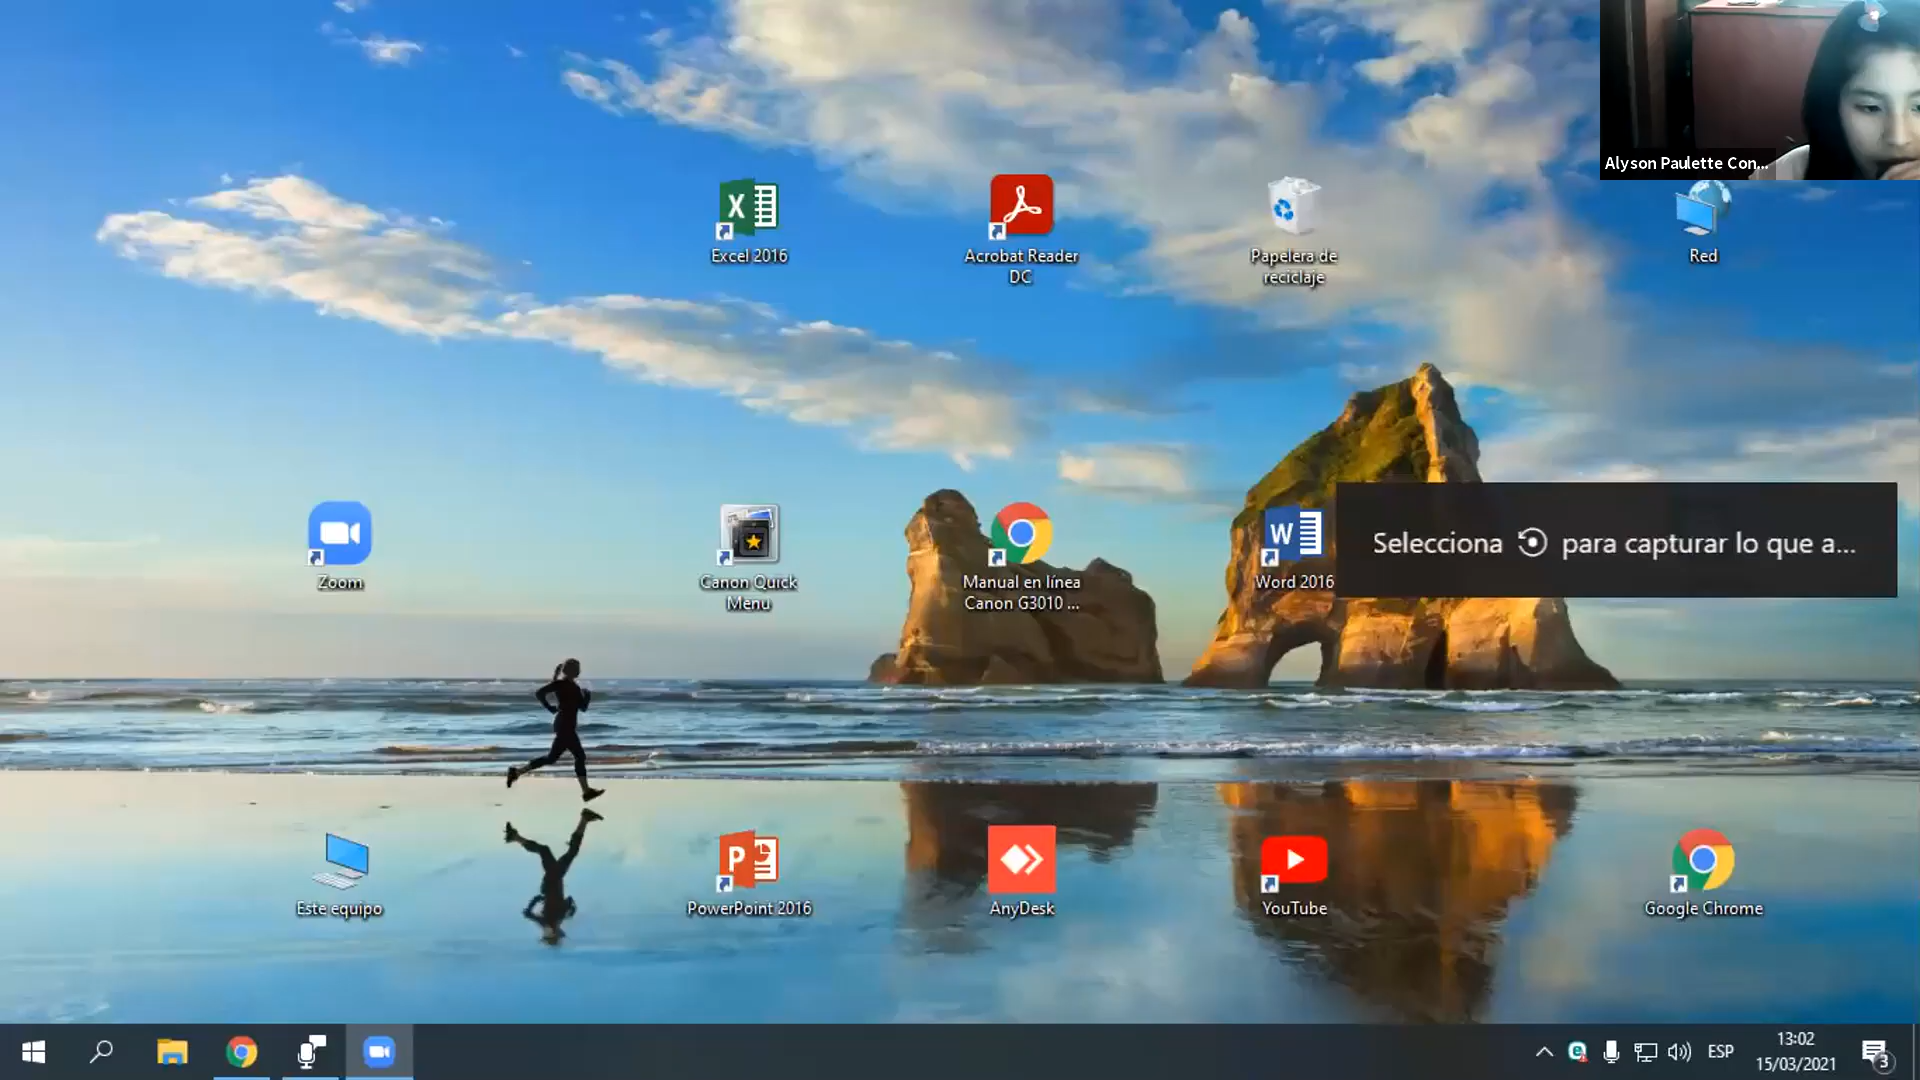 Alyson Paulette Con...
Excel 2016
Acrobat Reader
DC
Papelera de
reciclaje
Red
Zoom
Canon Quick
Menu
Manual en línea
Canon G3010 ...
Word 2016
Selecciona para capturar lo que a...
Este equipo
PowerPoint 2016
AnyDesk
YouTube
Google Chrome
ESP
13:02
15/03/2021
3